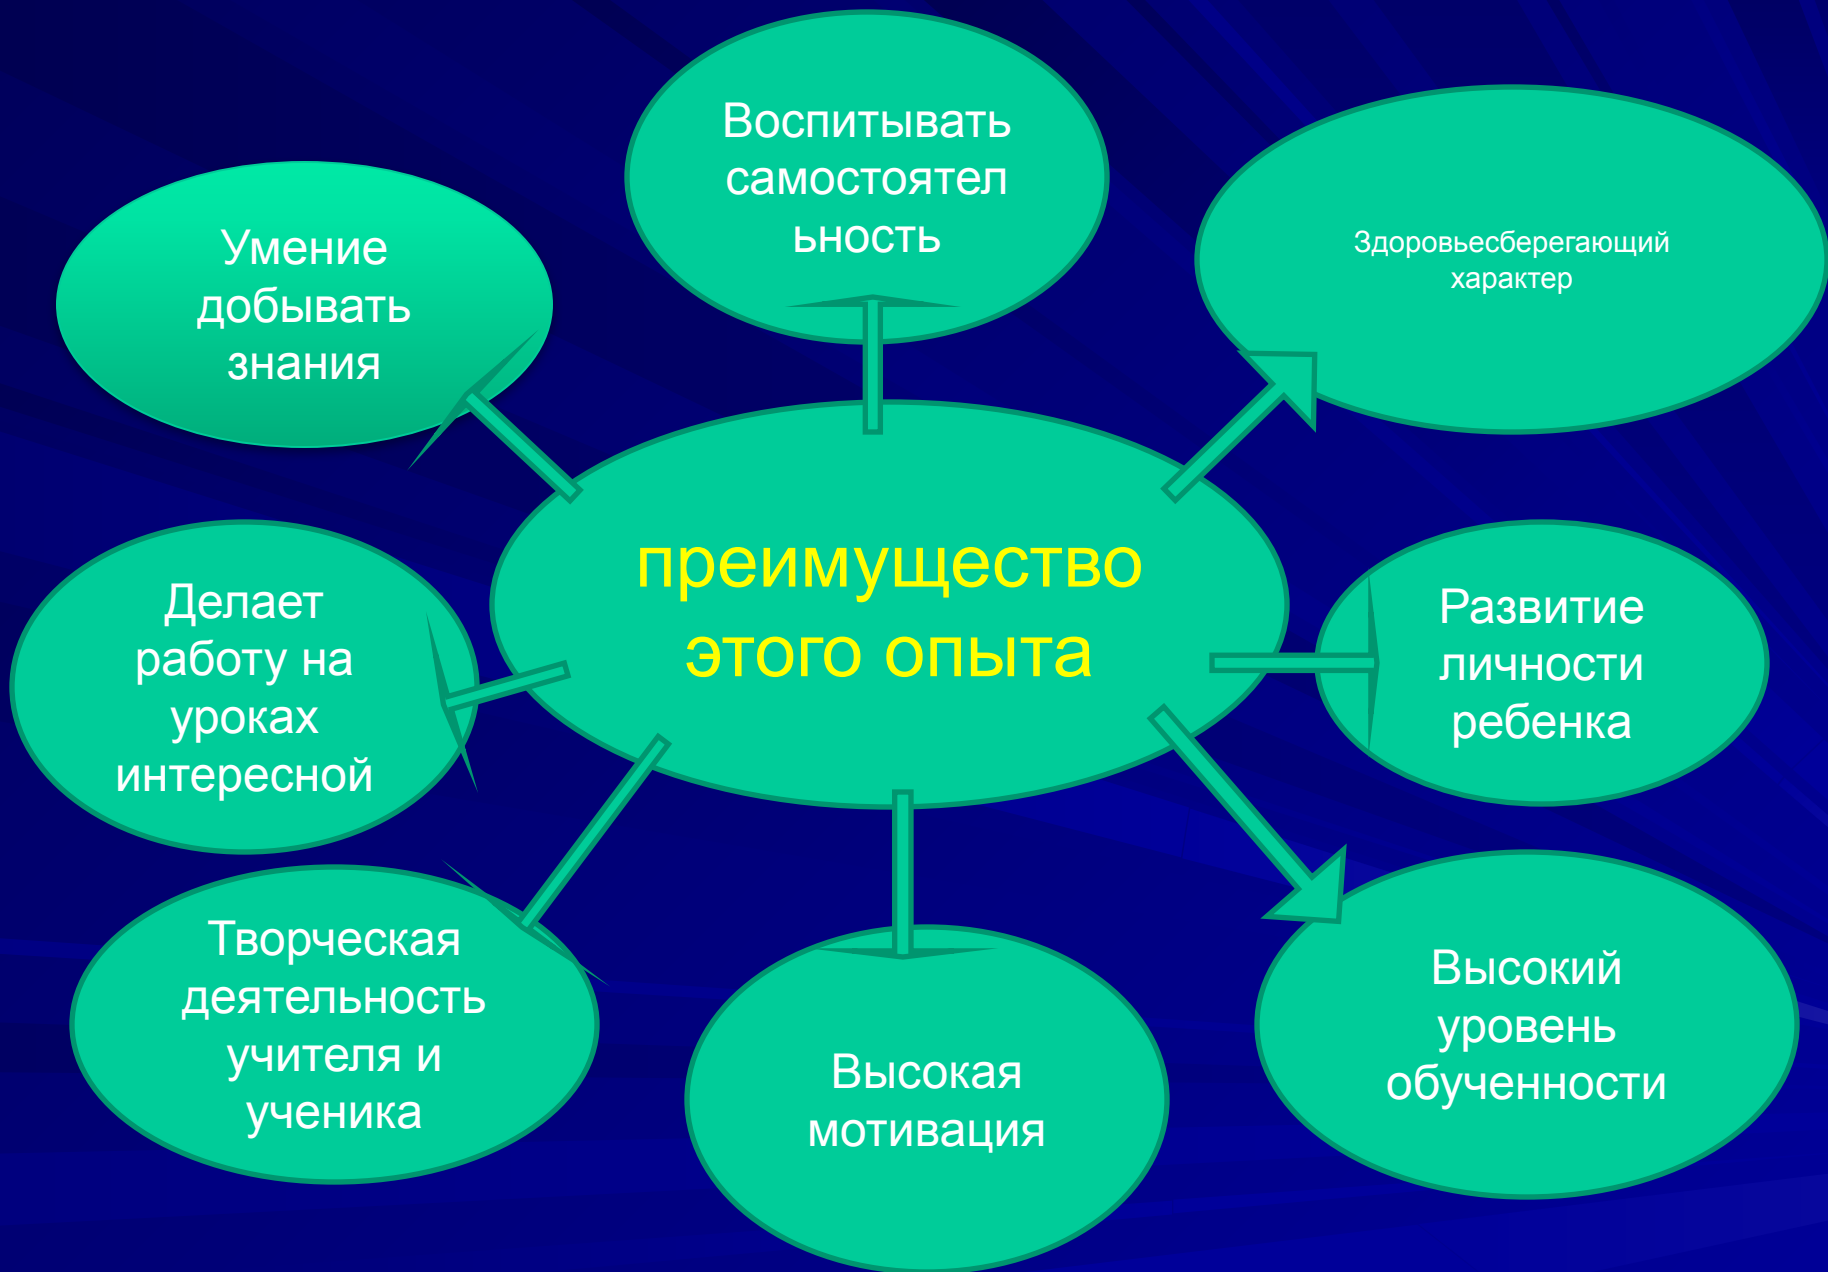 Воспитывать
самостоятел
ьность
Умение
добывать
знания
Здоровьесберегающий
характер
преимущество
этого опыта
Делает
работу на
уроках
интересной
Развитие
личности
ребенка
Творческая
деятельность
учителя и
ученика
Высокая
мотивация
Высокий
уровень
обученности